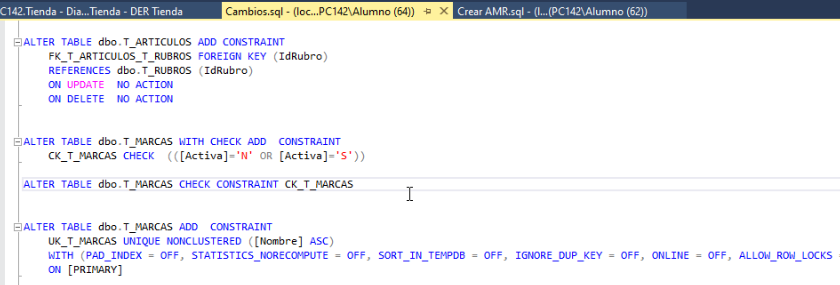 C142.Tienda - Dia...Tienda - DER Tienda
Cambios.sql - (loc...PC142\Alumno (64))
Crear AMR.sql - (l...(PC142\Alumno (62))
ALTER TABLE dbo.T_ARTICULOS ADD CONSTRAINT
FK_T_ARTICULOS_T_RUBROS FOREIGN KEY (IdRubro)
REFERENCES dbo.T_RUBROS (IdRubro)
ON UPDATE  NO ACTION
ON DELETE  NO ACTION
ALTER TABLE dbo.T_MARCAS WITH CHECK ADD  CONSTRAINT
CK_T_MARCAS CHECK  (([Activa]='N' OR [Activa]='S'))
ALTER TABLE dbo.T_MARCAS CHECK CONSTRAINT CK_T_MARCAS
ALTER TABLE dbo.T_MARCAS ADD  CONSTRAINT
UK_T_MARCAS UNIQUE NONCLUSTERED ([Nombre] ASC)
WITH (PAD_INDEX = OFF, STATISTICS_NORECOMPUTE = OFF, SORT_IN_TEMPDB = OFF, IGNORE_DUP_KEY = OFF, ONLINE = OFF, ALLOW_ROW_LOCKS =
ON [PRIMARY]